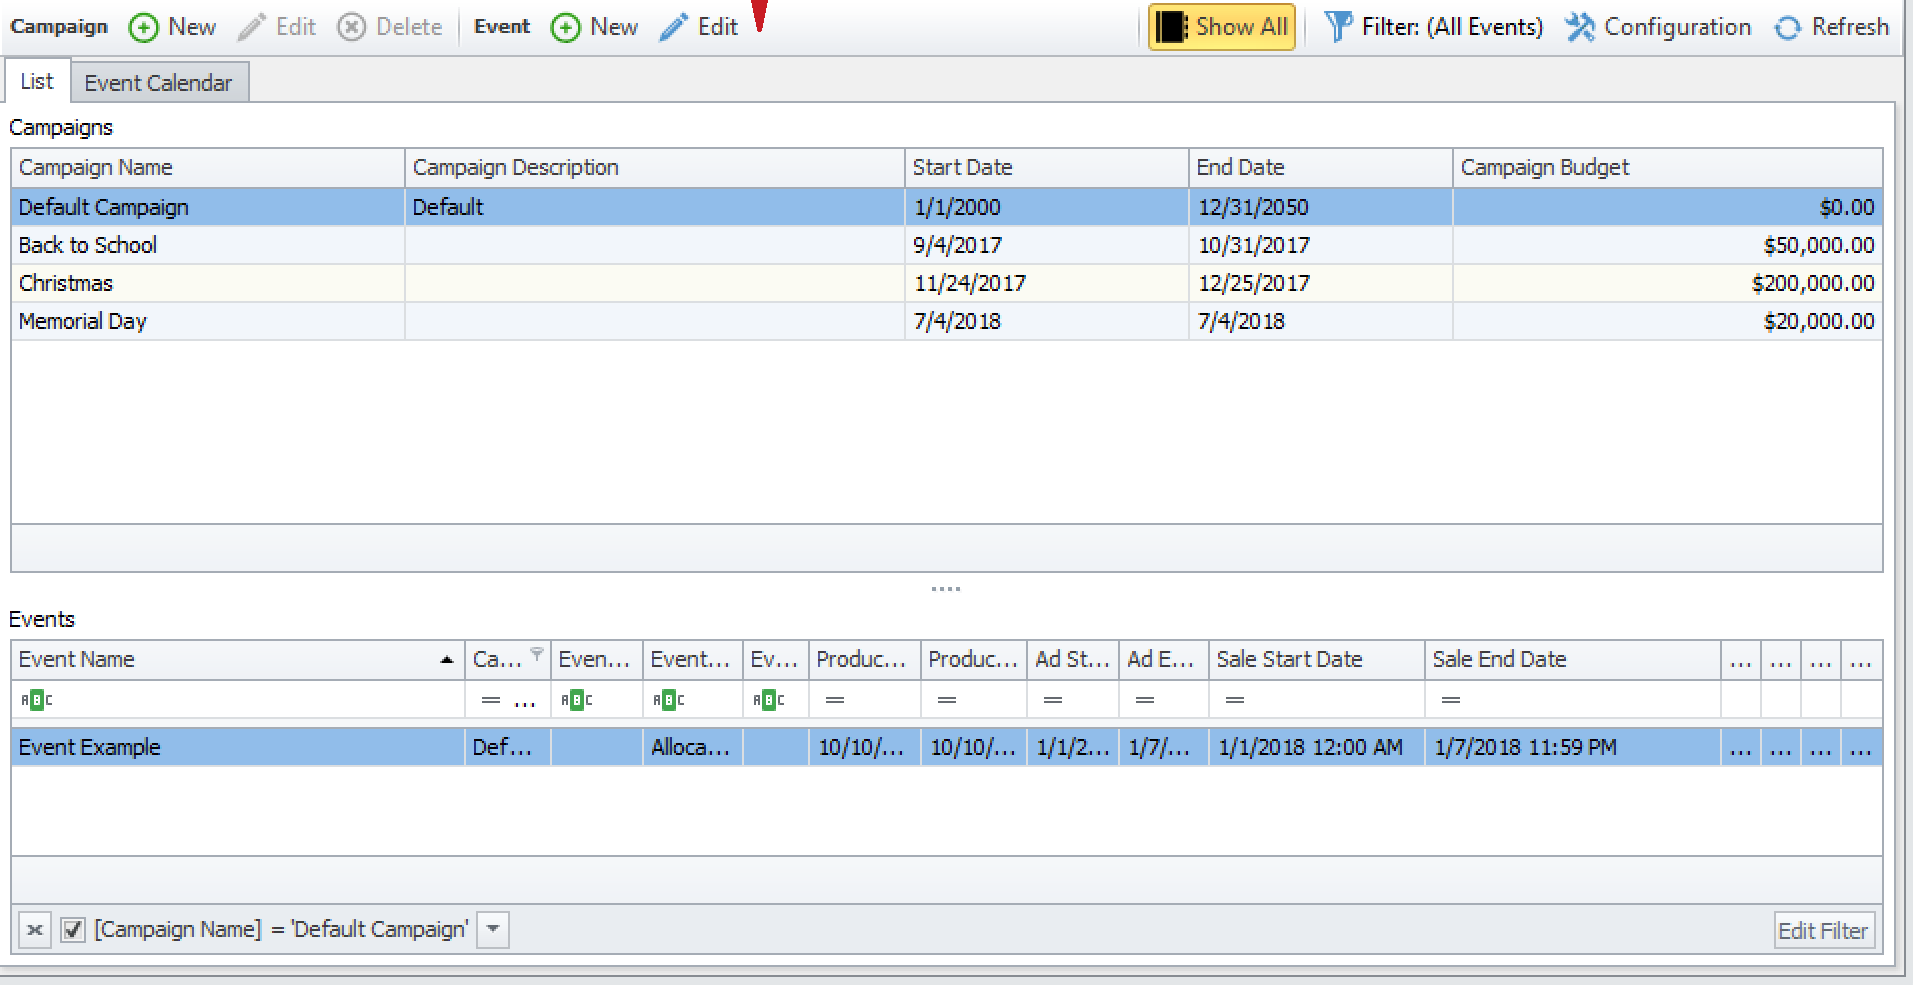 Campaign New Edit Delete Event New Edit Show All Filter: (All Events) Configuration Refresh
List Event Calendar
Campaigns
Campaign Name Campaign Description Start Date End Date Campaign Budget
Default Campaign Default 1/1/2000 12/31/2050 $0.00
Back to School 9/4/2017 10/31/2017 $50,000.00
Christmas 11/24/2017 12/25/2017 $200,000.00
Memorial Day 7/4/2018 7/4/2018 $20,000.00
Events
Event Name Ca... Even... Event... Ev... Produc... Produc... Ad St... Ad E... Sale Start Date Sale End Date ... ... ... ...
ABC = ... ABC ABC ABC = = = = = =
Event Example Def... Alloca... 10/10/... 10/10/... 1/1/2... 1/7/... 1/1/2018 12:00 AM 1/7/2018 11:59 PM ... ... ... ...
[Campaign Name] = 'Default Campaign' Edit Filter